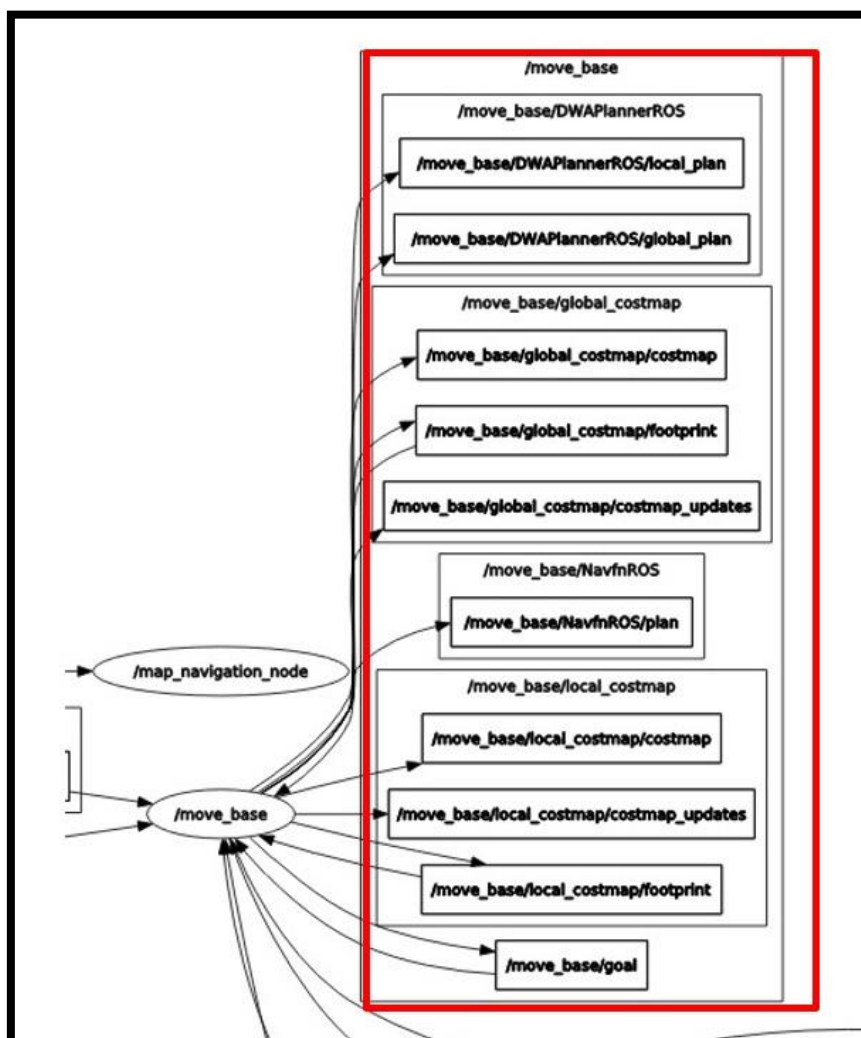 /move_base
/move_base/DWAPlannerROS
/move_base/DWAPlannerROS/local_plan
/move_base/DWAPlannerROS/global_plan
/move_base/global_costmap
/move_base/global_costmap/costmap
/move_base/global_costmap/footprint
/move_base/global_costmap/costmap_updates
/move_base/NavfnROS
/move_base/NavfnROS/plan
/map_navigation_node
/move_base/local_costmap
/move_base/local_costmap/costmap
/move_base
/move_base/local_costmap/costmap_updates
/move_base/local_costmap/footprint
/move_base/goal